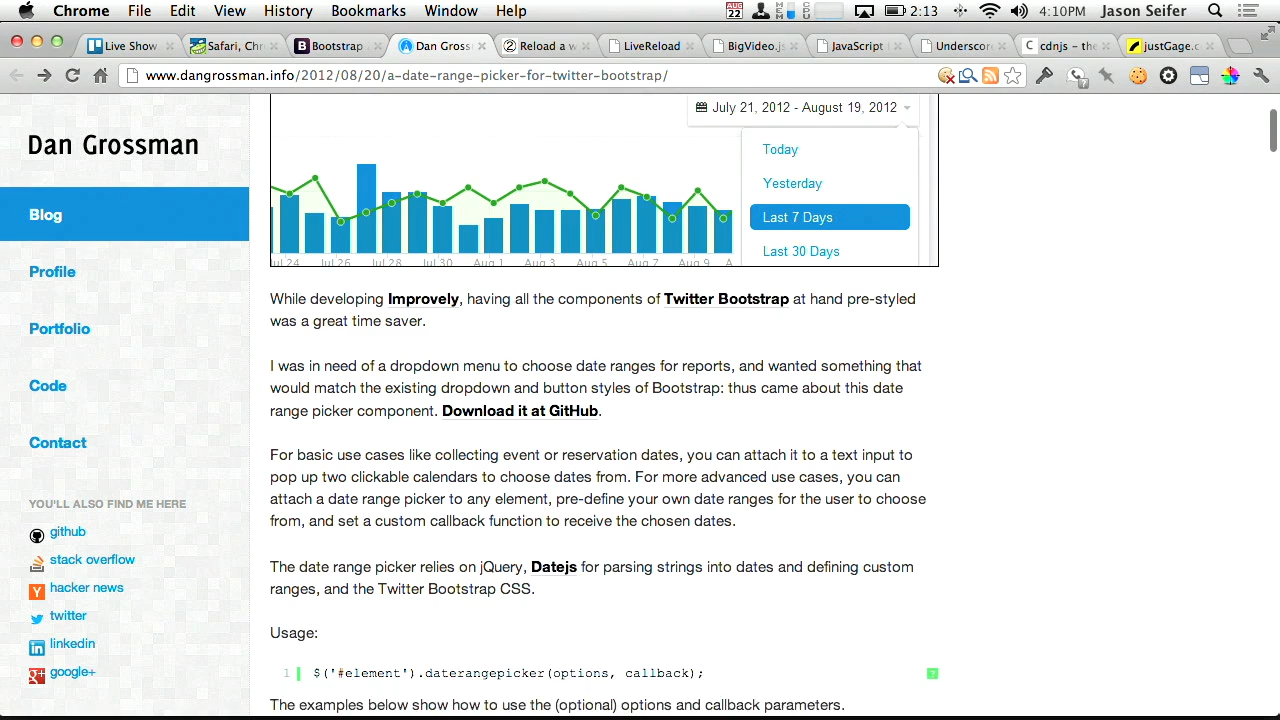 Chrome File Edit View History Bookmarks Window Help AUG 22 2:13 4:10PM Jason Seifer
Live Show Safari, Chr Bootstrap Dan Gross Reload a w LiveReload BigVideo.js JavaScript Undersco cdnjs – the justGage.c
www.dangrossman.info/2012/08/20/a-date-range-picker-for-twitter-bootstrap/
Dan Grossman
Blog
Profile
Portfolio
Code
Contact
YOU'LL ALSO FIND ME HERE
github
stack overflow
hacker news
twitter
linkedin
google+
July 21, 2012 - August 19, 2012
Today
Yesterday
Last 7 Days
Last 30 Days
Jul 24 Jul 26 Jul 28 Jul 30 Aug 1 Aug 3 Aug 5 Aug 7 Aug 9 A
While developing Improvely, having all the components of Twitter Bootstrap at hand pre-styled
was a great time saver.
I was in need of a dropdown menu to choose date ranges for reports, and wanted something that
would match the existing dropdown and button styles of Bootstrap: thus came about this date
range picker component. Download it at GitHub.
For basic use cases like collecting event or reservation dates, you can attach it to a text input to
pop up two clickable calendars to choose dates from. For more advanced use cases, you can
attach a date range picker to any element, pre-define your own date ranges for the user to choose
from, and set a custom callback function to receive the chosen dates.
The date range picker relies on jQuery, Datejs for parsing strings into dates and defining custom
ranges, and the Twitter Bootstrap CSS.
Usage:
1 $('#element').daterangepicker(options, callback);
?
The examples below show how to use the (optional) options and callback parameters.